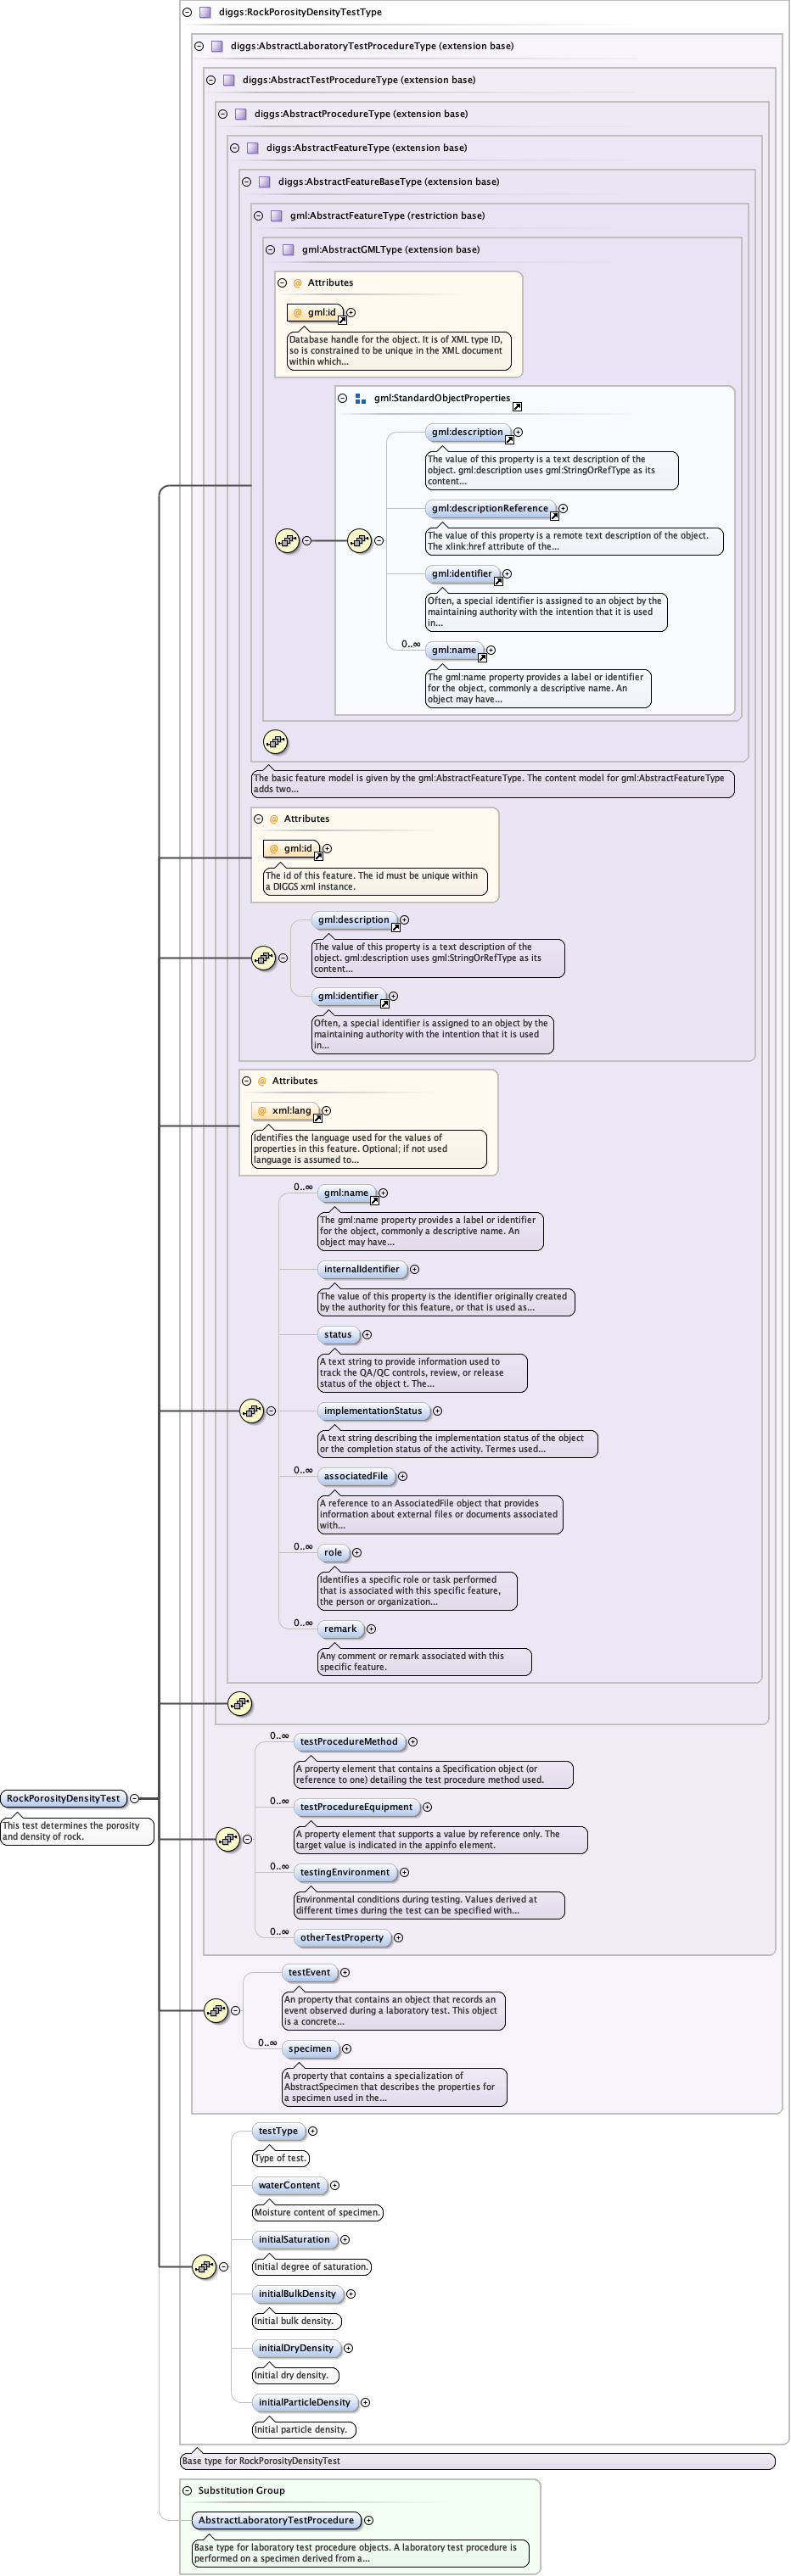 diggs:RockPorosityDensityTestType
diggs:AbstractLaboratoryTestProcedureType (extension base)
diggs:AbstractTestProcedureType (extension base)
diggs:AbstractProcedureType (extension base)
diggs:AbstractFeatureType (extension base)
diggs:AbstractFeatureBaseType (extension base)
gml:AbstractFeatureType (restriction base)
gml:AbstractGMLType (extension base)
@ Attributes
@ gml:id
Database handle for the object. It is of XML type ID,
so is constrained to be unique in the XML document
within which...
gml:StandardObjectProperties
gml:description
The value of this property is a text description of the
object. gml:description uses gml:StringOrRefType as its
content...
gml:descriptionReference
The value of this property is a remote text description of the object.
The xlink:href attribute of the...
gml:identifier
Often, a special identifier is assigned to an object by the
maintaining authority with the intention that it is used
in...
0..∞
gml:name
The gml:name property provides a label or identifier
for the object, commonly a descriptive name. An
object may have...
The basic feature model is given by the gml:AbstractFeatureType. The content model for gml:AbstractFeatureType
adds two...
@ Attributes
@ gml:id
The id of this feature. The id must be unique within
a DIGGS xml instance.
gml:description
The value of this property is a text description of the
object. gml:description uses gml:StringOrRefType as its
content...
gml:identifier
Often, a special identifier is assigned to an object by the
maintaining authority with the intention that it is used
in...
@ Attributes
@ xml:lang
Identifies the language used for the values of
properties in this feature. Optional; if not used
language is assumed to...
0..∞
gml:name
The gml:name property provides a label or identifier
for the object, commonly a descriptive name. An
object may have...
internalIdentifier
The value of this property is the identifier originally created
by the authority for this feature, or that is used as...
status
A text string to provide information used to
track the QA/QC controls, review, or release
status of the object t. The...
implementationStatus
A text string describing the implementation status of the object
or the completion status of the activity. Termes used...
0..∞
associatedFile
A reference to an AssociatedFile object that provides
information about external files or documents associated
with...
0..∞
role
Identifies a specific role or task performed
that is associated with this specific feature,
the person or organization...
0..∞
remark
Any comment or remark associated with this
specific feature.
0..∞
testProcedureMethod
A property element that contains a Specification object (or
reference to one) detailing the test procedure method used.
RockPorosityDensityTest
This test determines the porosity
and density of rock.
0..∞
testProcedureEquipment
A property element that supports a value by reference only. The
target value is indicated in the appinfo element.
0..∞
testingEnvironment
Environmental conditions during testing. Values derived at
different times during the test can be specified with...
0..∞
otherTestProperty
testEvent
An property that contains an object that records an
event observed during a laboratory test. This object
is a concrete...
0..∞
specimen
A property that contains a specialization of
AbstractSpecimen that describes the properties for
a specimen used in the...
testType
Type of test.
waterContent
Moisture content of specimen.
initialSaturation
Initial degree of saturation.
initialBulkDensity
Initial bulk density.
initialDryDensity
Initial dry density.
initialParticleDensity
Initial particle density.
Base type for RockPorosityDensityTest
Substitution Group
AbstractLaboratoryTestProcedure
Base type for laboratory test procedure objects. A laboratory test procedure is
performed on a specimen derived from a...